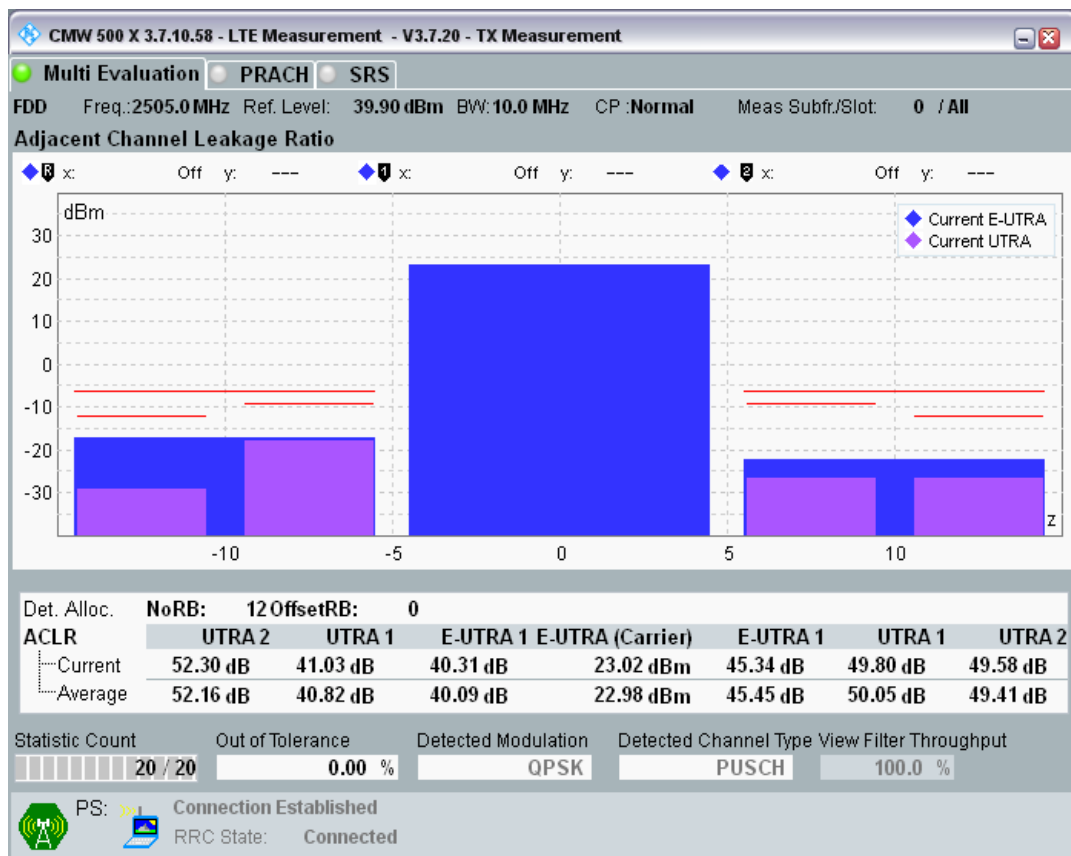 CMW 500 X 3.7.10.58 - LTE Measurement - V3.7.20 - TX Measurement
Multi Evaluation PRACH SRS
FDD Freg.:2505.0 MHz Ref. Level: 39.90 dBm BW: 10.0 MHz CP :Normal Meas Subfr./Slot: 0 / All
Adjacent Channel Leakage Ratio
R x: Off y: --- 1 x: Off y: --- 2 x: Off y: ---
dBm
Current E-UTRA
Current UTRA
30
20
10
0
-10
-20
-30
z
-10 -5 0 5 10
Det. Alloc. NoRB: 12 OffsetRB: 0
ACLR UTRA 2 UTRA 1 E-UTRA 1 E-UTRA (Carrier) E-UTRA 1 UTRA 1 UTRA 2
Current 52.30 dB 41.03 dB 40.31 dB 23.02 dBm 45.34 dB 49.80 dB 49.58 dB
Average 52.16 dB 40.82 dB 40.09 dB 22.98 dBm 45.45 dB 50.05 dB 49.41 dB
Statistic Count Out of Tolerance Detected Modulation Detected Channel Type View Filter Throughput
20 / 20 0.00 % QPSK PUSCH 100.0 %
PS: Connection Established
RRC State: Connected